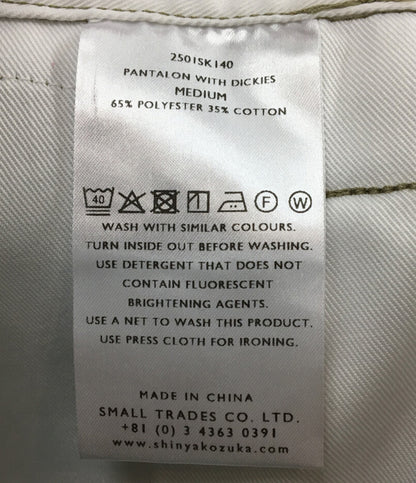 2501SK140
PANTALON WITH DICKIES
MEDIUM
65% POLYESTER 35% COTTON
40 F W
WASH WITH SIMILAR COLOURS.
TURN INSIDE OUT BEFORE WASHING.
USE DETERGENT THAT DOES NOT
CONTAIN FLUORESCENT
BRIGHTENING AGENTS.
USE A NET TO WASH THIS PRODUCT.
USE PRESS CLOTH FOR IRONING.
MADE IN CHINA
SMALL TRADES CO. LTD.
+81 (0) 3 4363 0391
www.shinyakozuka.com